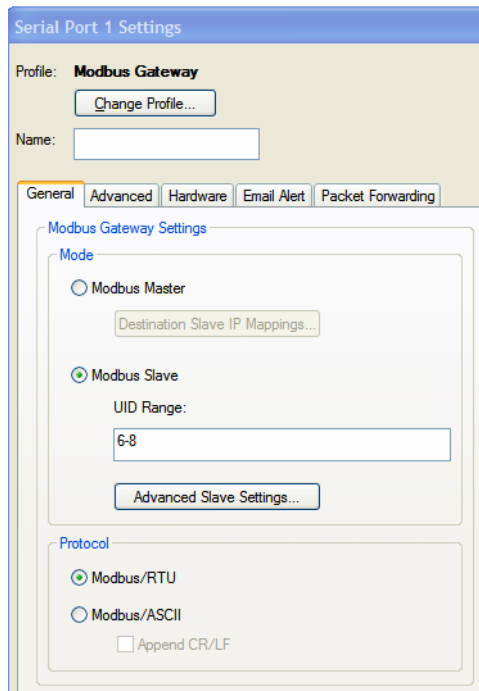 Serial Port 1 Settings
Profile: Modbus Gateway
Change Profile...
Name:
General Advanced Hardware Email Alert Packet Forwarding
Modbus Gateway Settings
Mode
Modbus Master
Destination Slave IP Mappings...
Modbus Slave
UID Range:
6-8
Advanced Slave Settings...
Protocol
Modbus/RTU
Modbus/ASCII
Append CR/LF